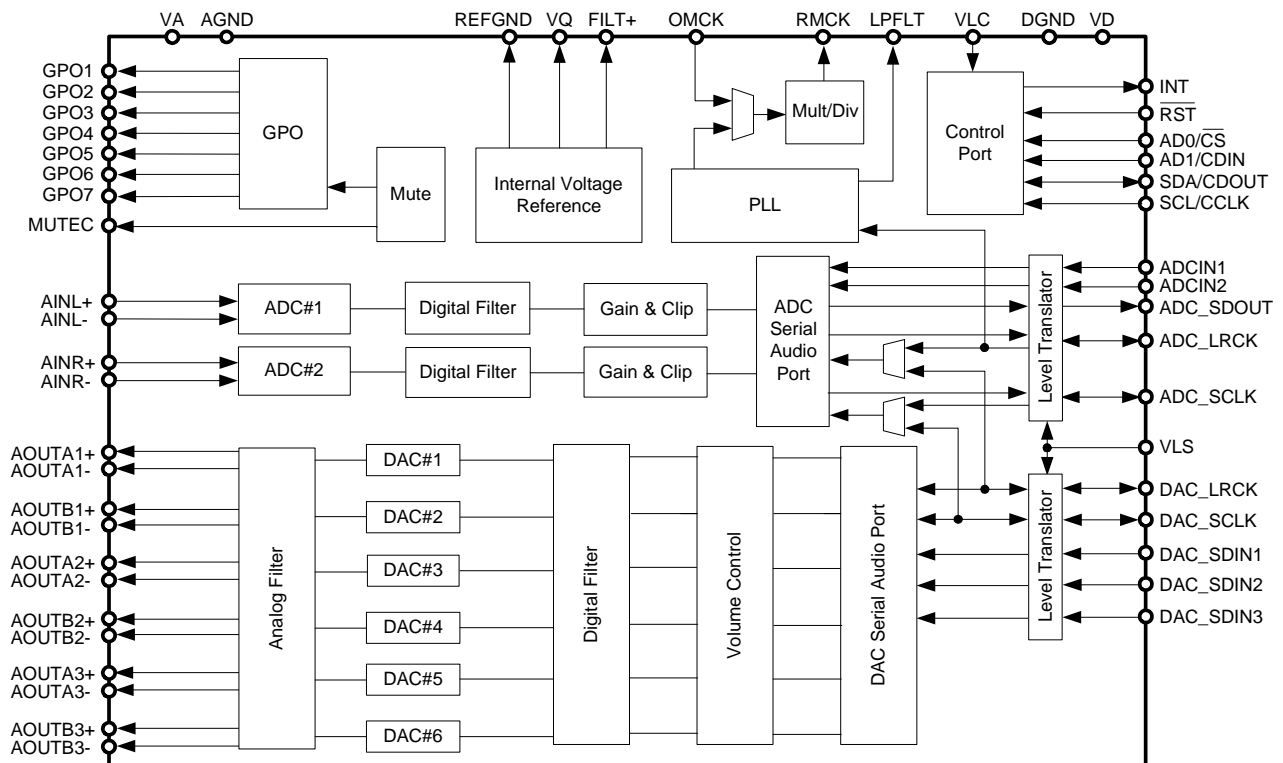 VA AGND REFGND VQ FILT+ OMCK RMCK LPFLT VLC DGND VD
GPO1
GPO2
GPO3
GPO4
GPO5
GPO6
GPO7
MUTEC
GPO
Mute
Internal Voltage
Reference
Mult/Div
PLL
Control
Port
INT
RST
AD0/CS
AD1/CDIN
SDA/CDOUT
SCL/CCLK
AINL+
AINL-
AINR+
AINR-
ADC#1
Digital Filter
Gain & Clip
ADC#2
Digital Filter
Gain & Clip
ADC
Serial
Audio
Port
Level Translator
ADCIN1
ADCIN2
ADC_SDOUT
ADC_LRCK
ADC_SCLK
VLS
AOUTA1+
AOUTA1-
AOUTB1+
AOUTB1-
AOUTA2+
AOUTA2-
AOUTB2+
AOUTB2-
AOUTA3+
AOUTA3-
AOUTB3+
AOUTB3-
Analog Filter
DAC#1
DAC#2
DAC#3
DAC#4
DAC#5
DAC#6
Digital Filter
Volume Control
DAC Serial Audio Port
Level Translator
DAC_LRCK
DAC_SCLK
DAC_SDIN1
DAC_SDIN2
DAC_SDIN3